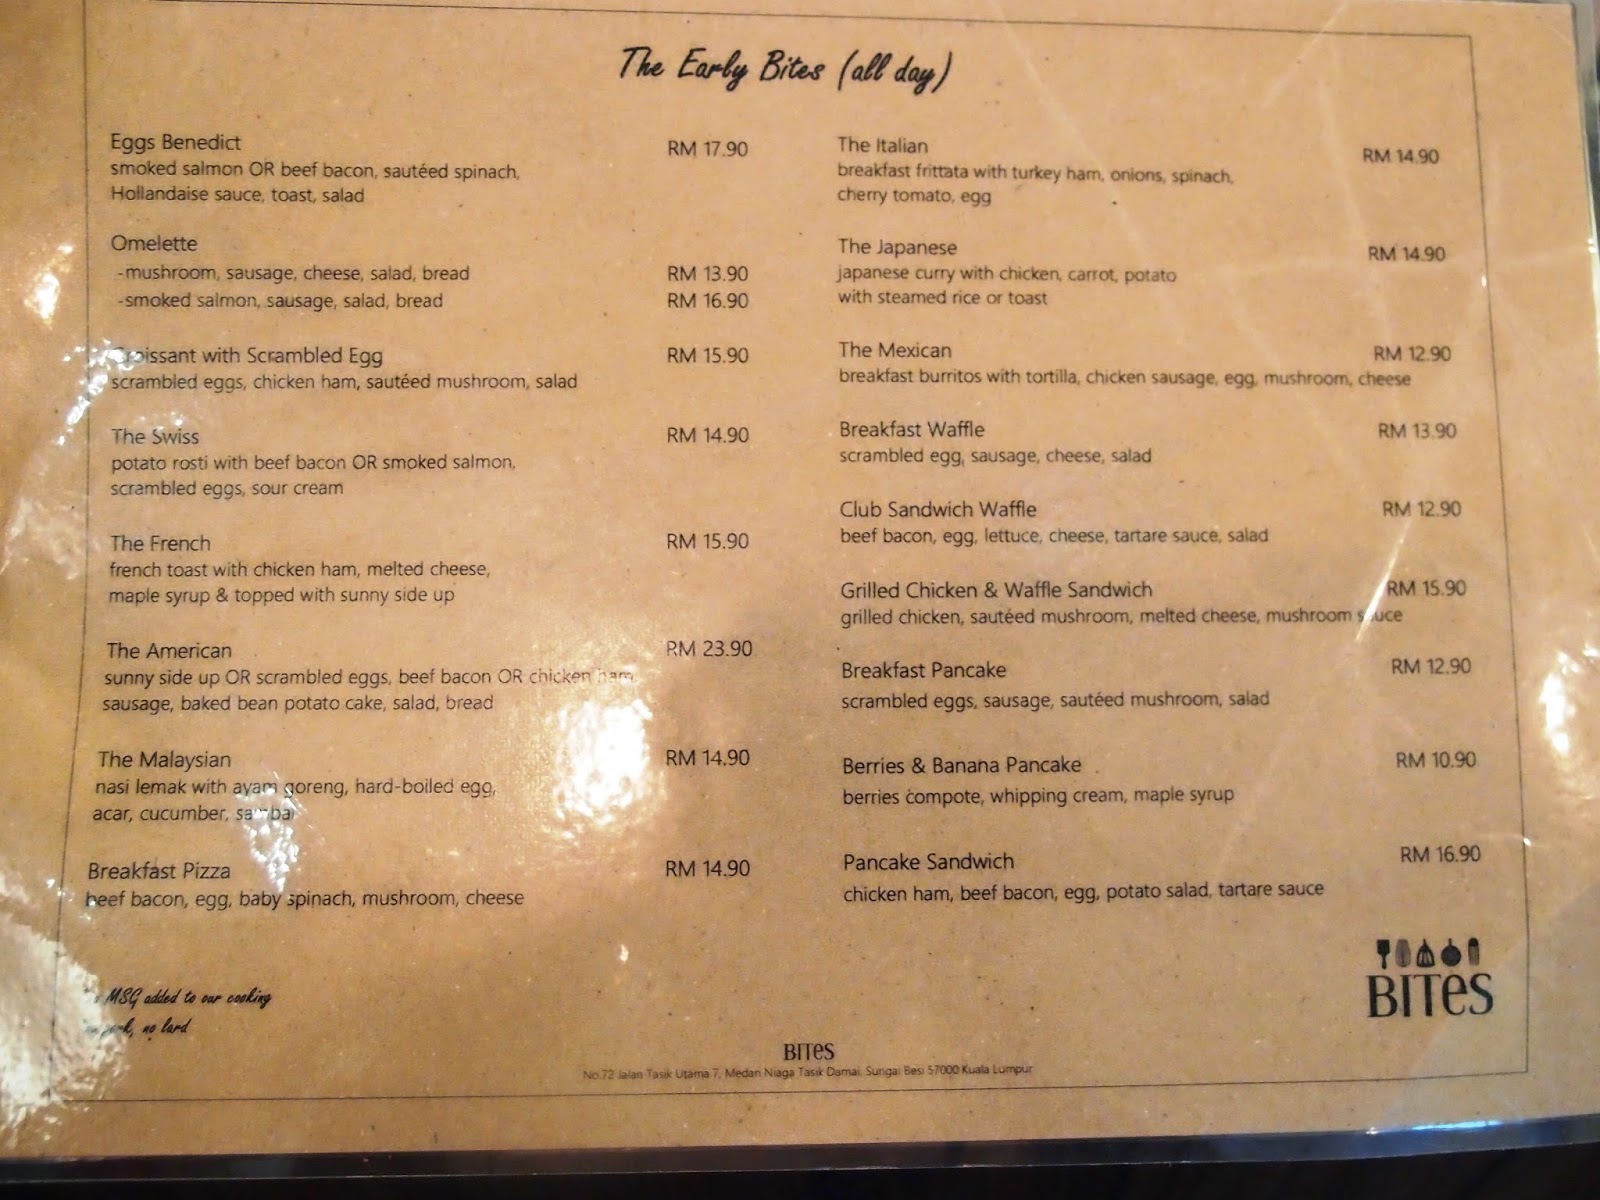 The Early Bites (all day)
Eggs Benedict RM 17.90
smoked salmon OR beef bacon, sautéed spinach,
Hollandaise sauce, toast, salad
Omelette
-mushroom, sausage, cheese, salad, bread RM 13.90
-smoked salmon, sausage, salad, bread RM 16.90
Croissant with Scrambled Egg RM 15.90
scrambled eggs, chicken ham, sautéed mushroom, salad
The Swiss RM 14.90
potato rosti with beef bacon OR smoked salmon,
scrambled eggs, sour cream
The French RM 15.90
french toast with chicken ham, melted cheese,
maple syrup & topped with sunny side up
The American RM 23.90
sunny side up OR scrambled eggs, beef bacon OR chicken ham,
sausage, baked bean potato cake, salad, bread
The Malaysian RM 14.90
nasi lemak with ayam goreng, hard-boiled egg,
acar, cucumber, sambal
Breakfast Pizza RM 14.90
beef bacon, egg, baby spinach, mushroom, cheese
MSG added to our cooking
pork, no lard
The Italian RM 14.90
breakfast frittata with turkey ham, onions, spinach,
cherry tomato, egg
The Japanese RM 14.90
japanese curry with chicken, carrot, potato
with steamed rice or toast
The Mexican RM 12.90
breakfast burritos with tortilla, chicken sausage, egg, mushroom, cheese
Breakfast Waffle RM 13.90
scrambled egg, sausage, cheese, salad
Club Sandwich Waffle RM 12.90
beef bacon, egg, lettuce, cheese, tartare sauce, salad
Grilled Chicken & Waffle Sandwich RM 15.90
grilled chicken, sautéed mushroom, melted cheese, mushroom sauce
Breakfast Pancake RM 12.90
scrambled eggs, sausage, sautéed mushroom, salad
Berries & Banana Pancake RM 10.90
berries compote, whipping cream, maple syrup
Pancake Sandwich RM 16.90
chicken ham, beef bacon, egg, potato salad, tartare sauce
BITES
BITES
No.72 Jalan Tasik Utama 7, Medan Niaga Tasik Damai, Sungai Besi 57000 Kuala Lumpur